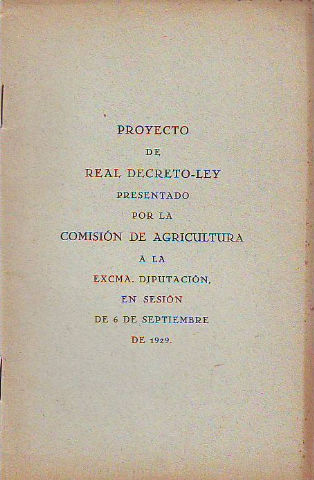 PROYECTO
DE
REAL DECRETO-LEY
PRESENTADO
POR LA
COMISIÓN DE AGRICULTURA
A LA
EXCMA. DIPUTACIÓN,
EN SESIÓN
DE 6 DE SEPTIEMBRE
DE 1929.